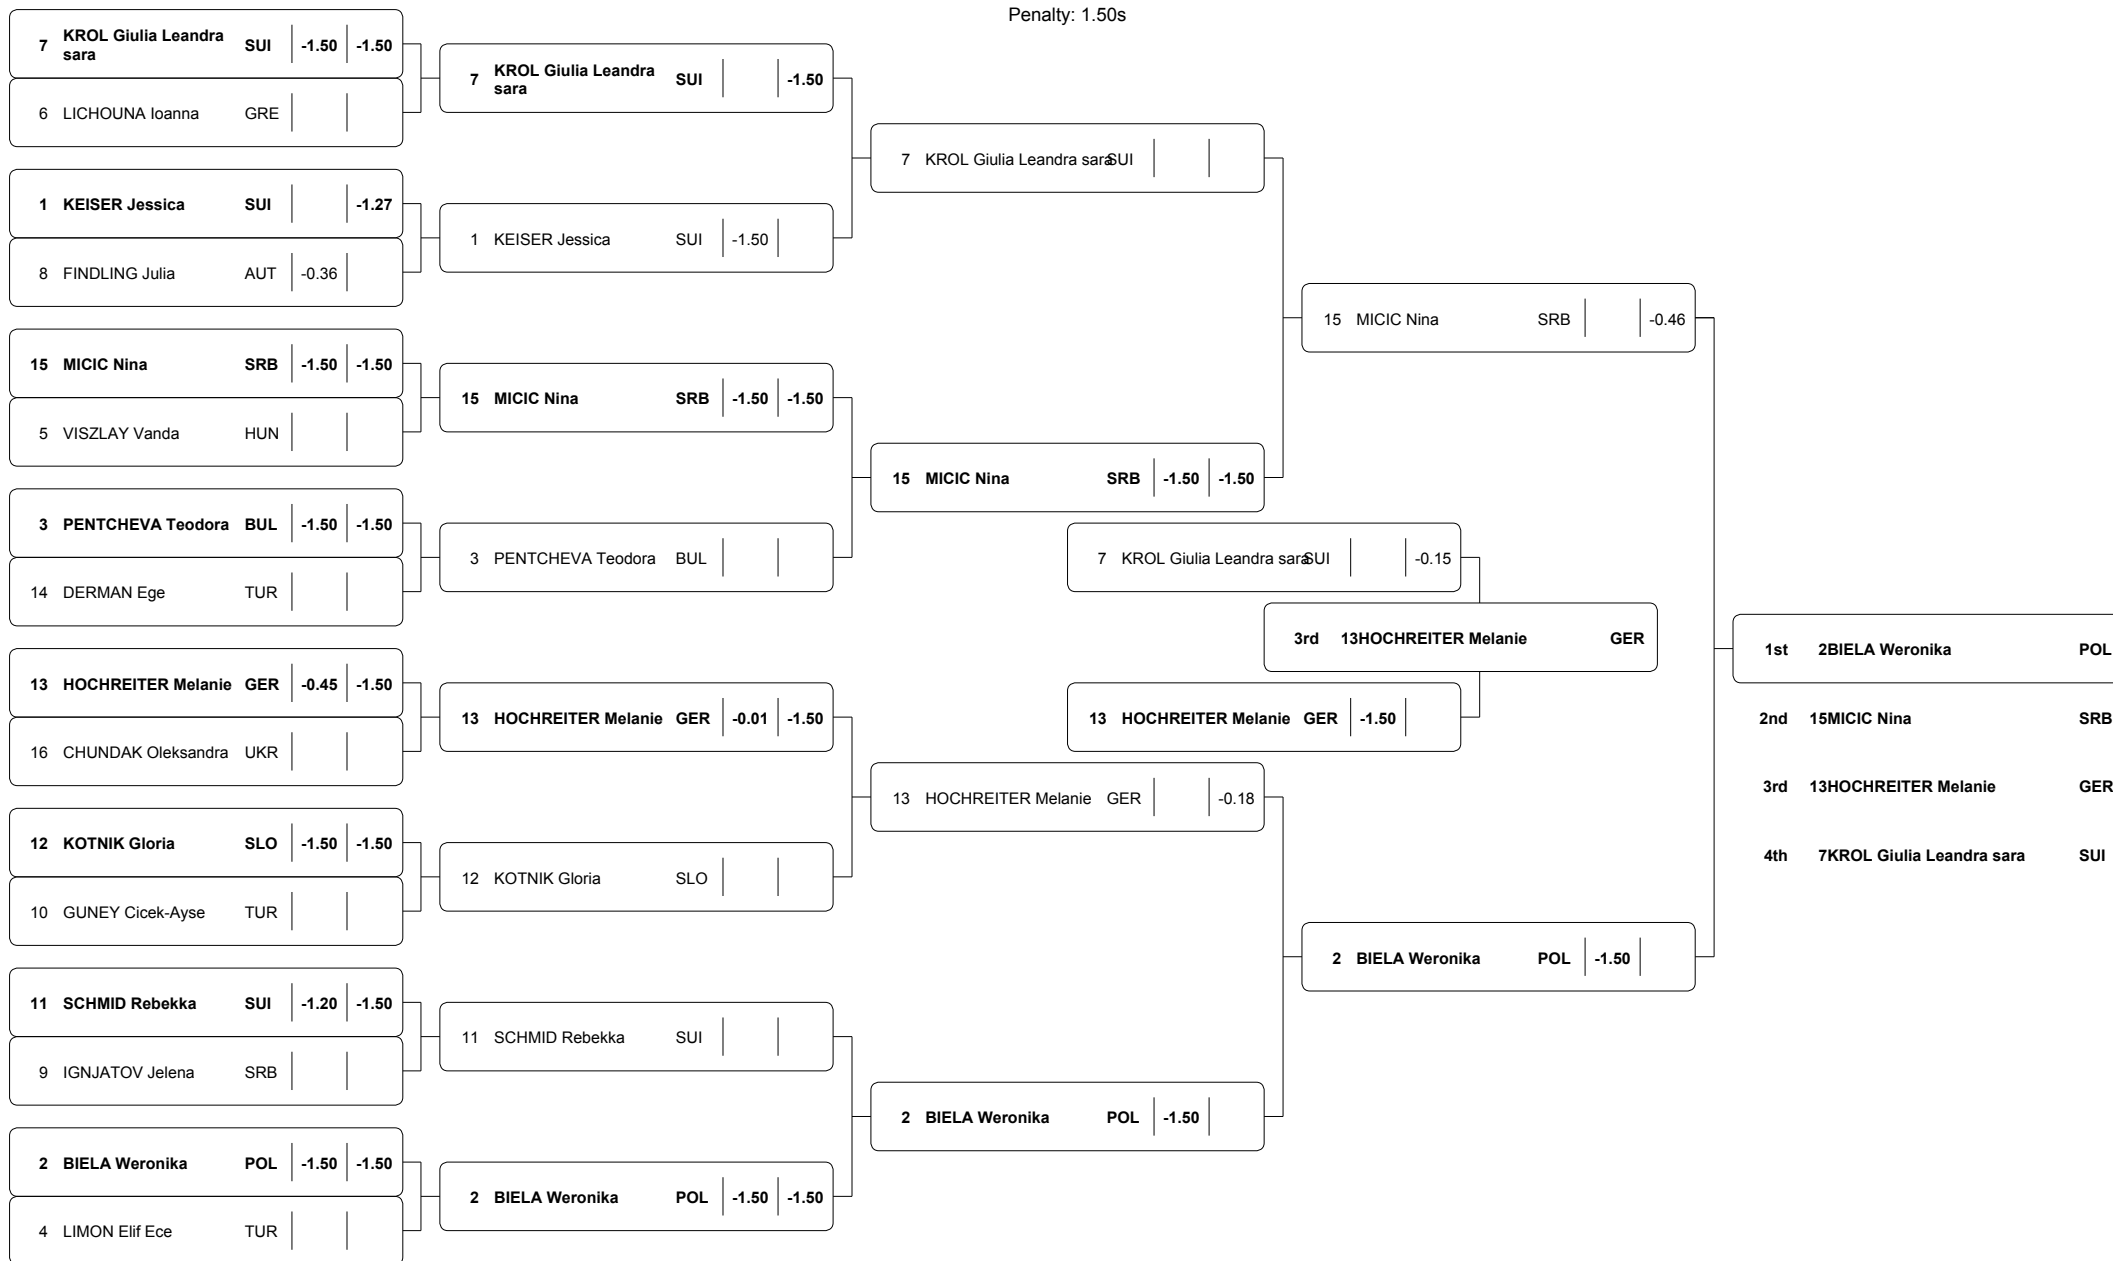 Penalty: 1.50s
7 KROL Giulia Leandra sara SUI -1.50 -1.50
6 LICHOUNA Ioanna GRE
1 KEISER Jessica SUI -1.27
8 FINDLING Julia AUT -0.36
15 MICIC Nina SRB -1.50 -1.50
5 VISZLAY Vanda HUN
3 PENTCHEVA Teodora BUL -1.50 -1.50
14 DERMAN Ege TUR
13 HOCHREITER Melanie GER -0.45 -1.50
16 CHUNDAK Oleksandra UKR
12 KOTNIK Gloria SLO -1.50 -1.50
10 GUNEY Cicek-Ayse TUR
11 SCHMID Rebekka SUI -1.20 -1.50
9 IGNJATOV Jelena SRB
2 BIELA Weronika POL -1.50 -1.50
4 LIMON Elif Ece TUR
7 KROL Giulia Leandra sara SUI -1.50
1 KEISER Jessica SUI -1.50
15 MICIC Nina SRB -1.50 -1.50
3 PENTCHEVA Teodora BUL
13 HOCHREITER Melanie GER -0.01 -1.50
12 KOTNIK Gloria SLO
11 SCHMID Rebekka SUI
2 BIELA Weronika POL -1.50 -1.50
7 KROL Giulia Leandra sara SUI
15 MICIC Nina SRB -1.50 -1.50
13 HOCHREITER Melanie GER -0.18
2 BIELA Weronika POL -1.50
7 KROL Giulia Leandra sara SUI -0.15
3rd 13HOCHREITER Melanie GER
13 HOCHREITER Melanie GER -1.50
15 MICIC Nina SRB -0.46
2 BIELA Weronika POL -1.50
1st 2BIELA Weronika POL
2nd 15MICIC Nina SRB
3rd 13HOCHREITER Melanie GER
4th 7KROL Giulia Leandra sara SUI